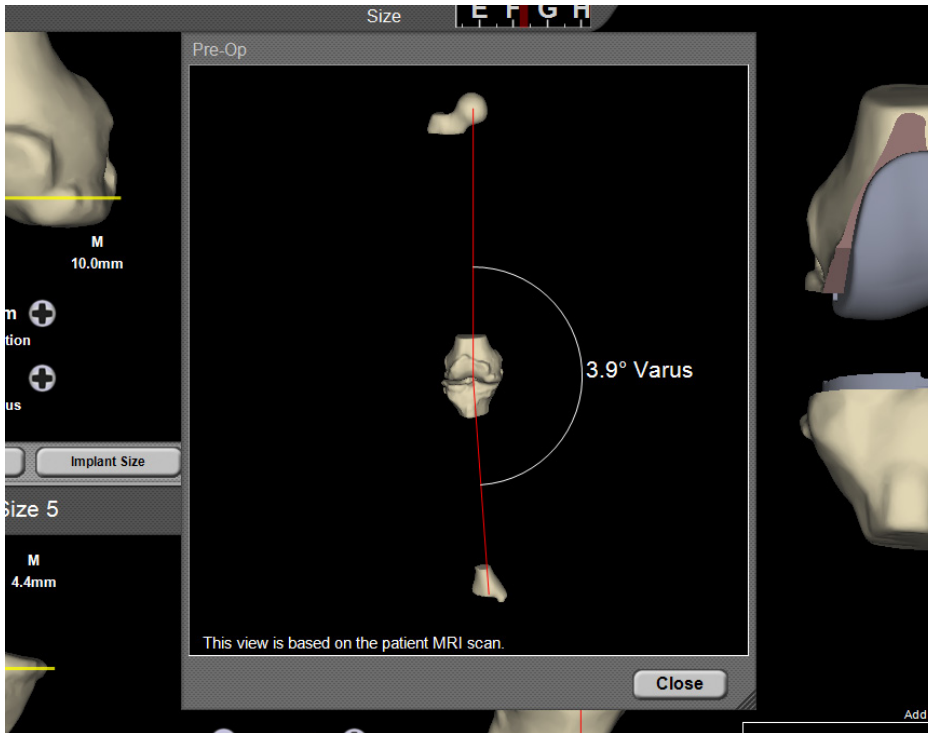 Size
E F G H
Pre-Op
M
10.0mm
m
tion
us
3.9° Varus
Implant Size
Size 5
M
4.4mm
This view is based on the patient MRI scan.
Close
Add